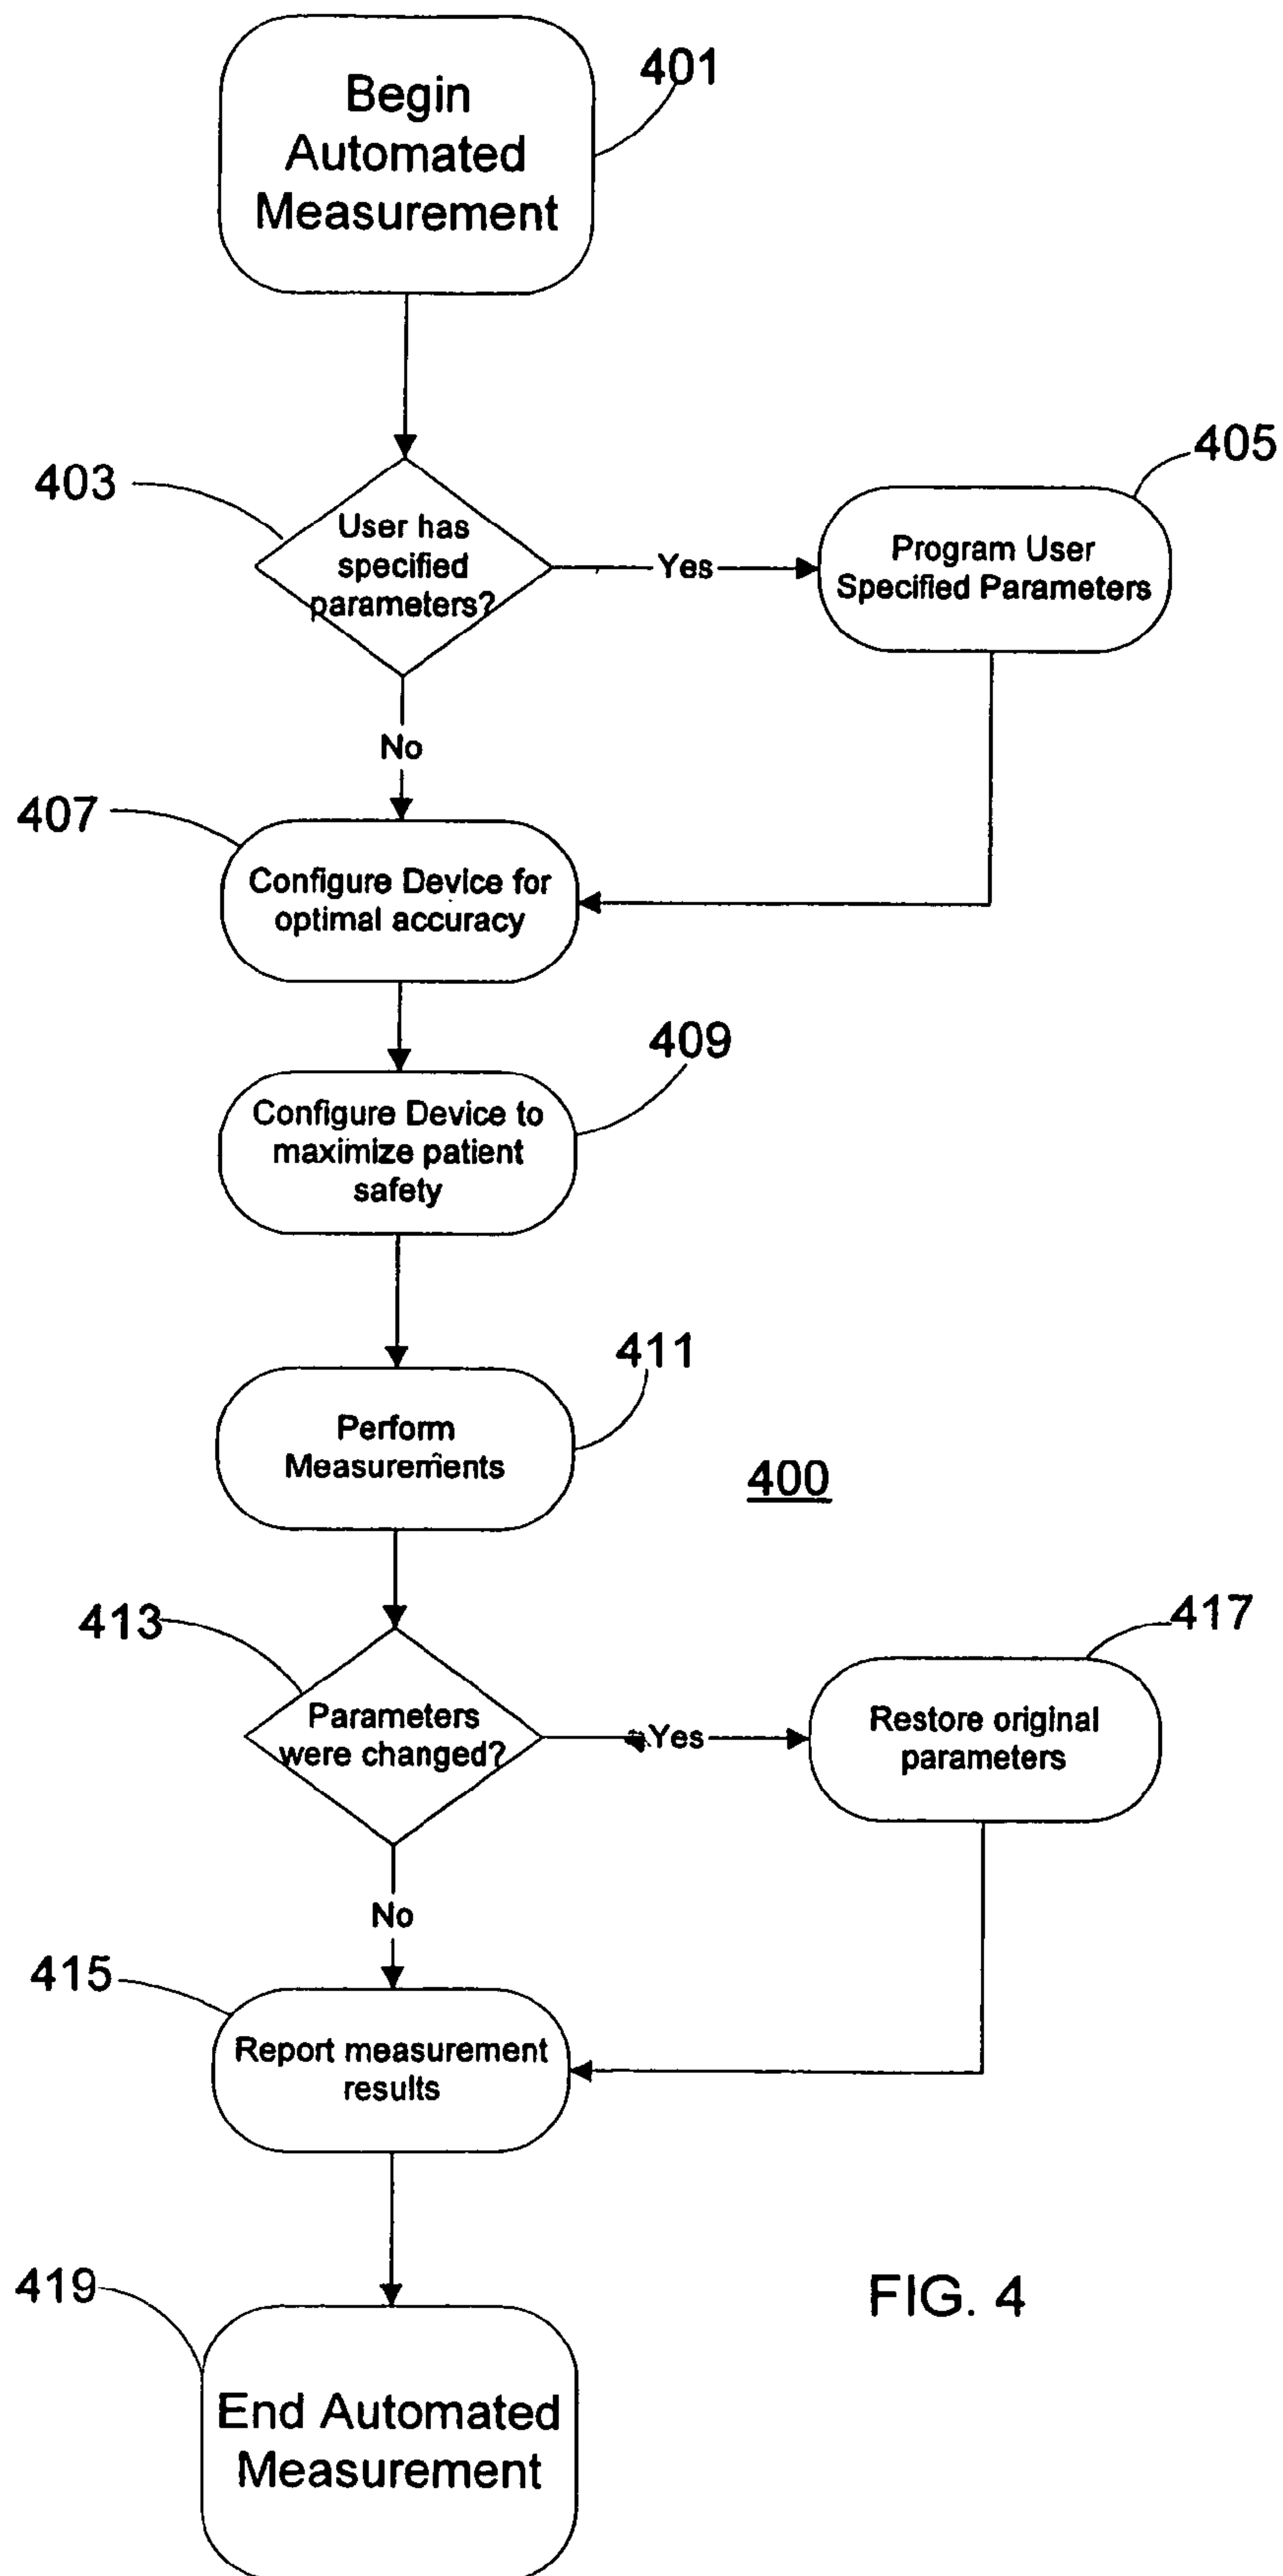 Begin
Automated
Measurement
401
403
User has
specified
parameters?
Yes
405
Program User
Specified Parameters
No
407
Configure Device for
optimal accuracy
409
Configure Device to
maximize patient
safety
411
Perform
Measurements
400
413
Parameters
were changed?
Yes
417
Restore original
parameters
No
415
Report measurement
results
419
End Automated
Measurement
FIG. 4